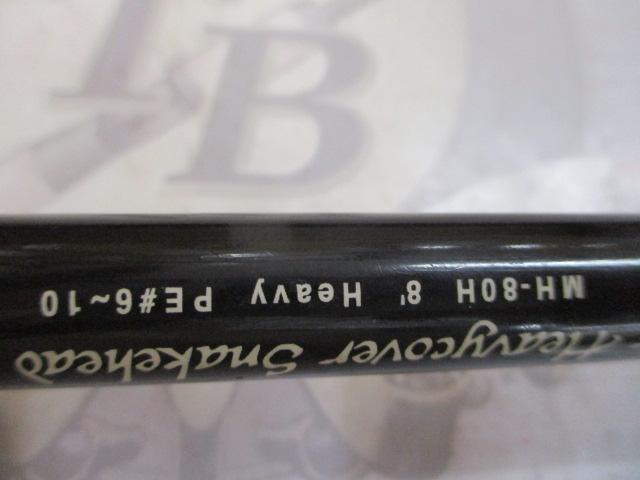 Heavycover Snakehead
MH-80H 8' Heavy PE#6~10
B